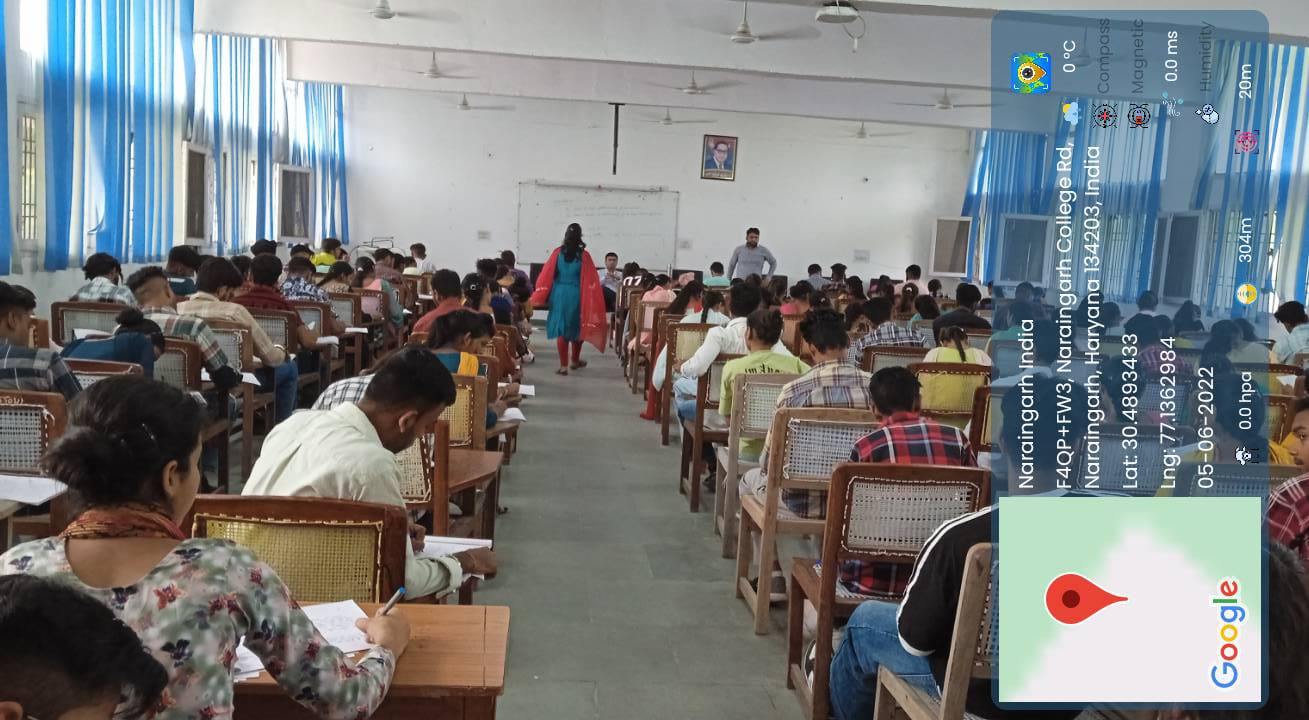 Naraingarh India
F4QP+FW3, Naraingarh College Rd,
Naraingarh, Haryana 134203, India
Lat: 30.4893433
Lng: 77.1362984
05-06-2022
0 °C
Compass
Magnetic
0.0 ms
Humidity
0.0 hpa
304m
20m
Google